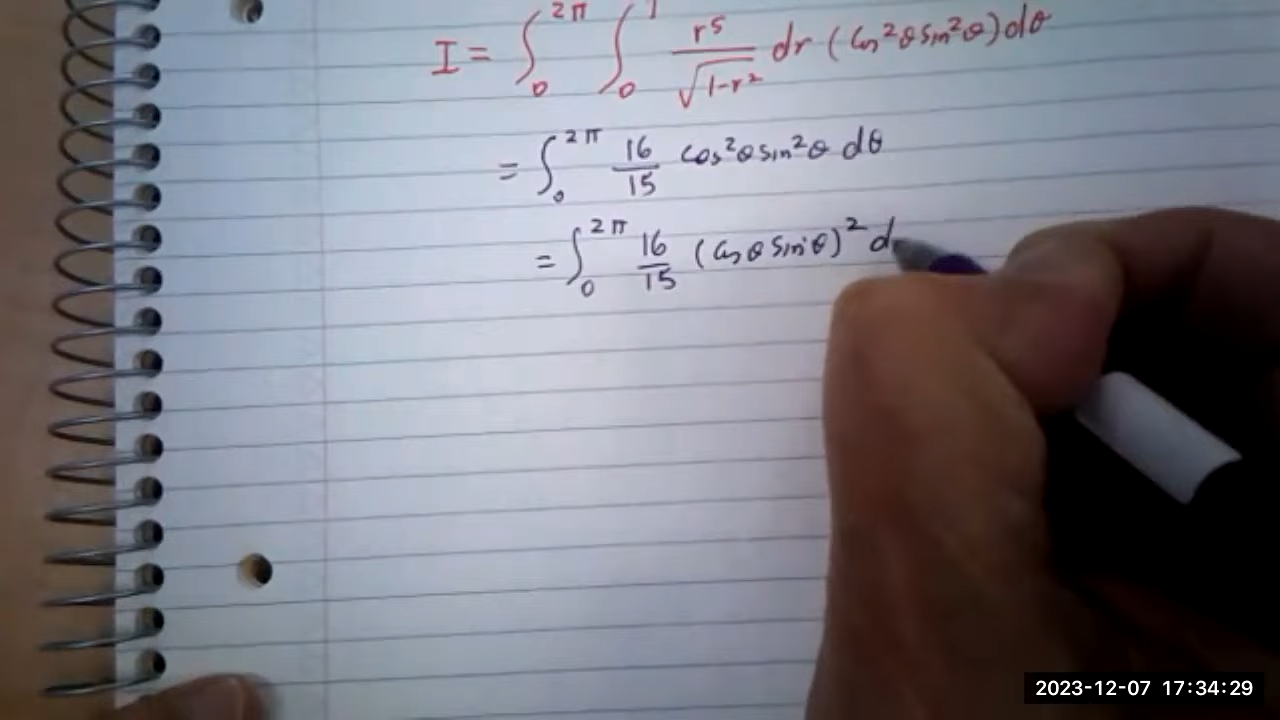 I = ∫₀^2π ∫₀^1 r⁵/√(1-r²) dr (cos²θ sin²θ) dθ
= ∫₀^2π 16/15 cos²θ sin²θ dθ
= ∫₀^2π 16/15 (cosθ sinθ)² d
2023-12-07 17:34:29